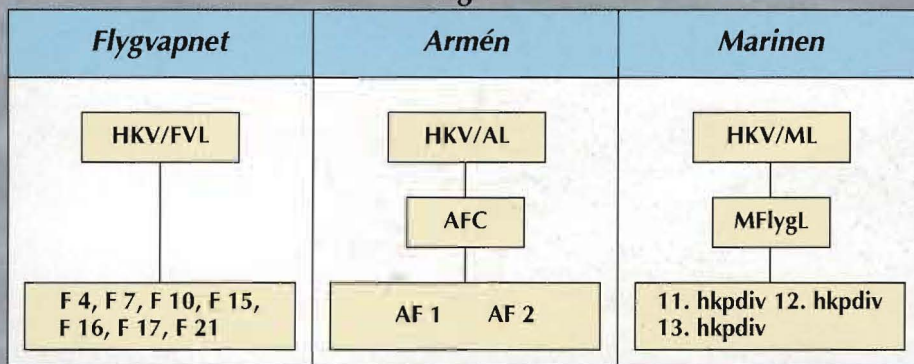 Flygvapnet
Armén
Marinen
HKV/FVL
HKV/AL
HKV/ML
AFC
MFlygL
F 4, F 7, F 10, F 15,
F 16, F 17, F 21
AF 1 AF 2
11. hkpdiv 12. hkpdiv
13. hkpdiv